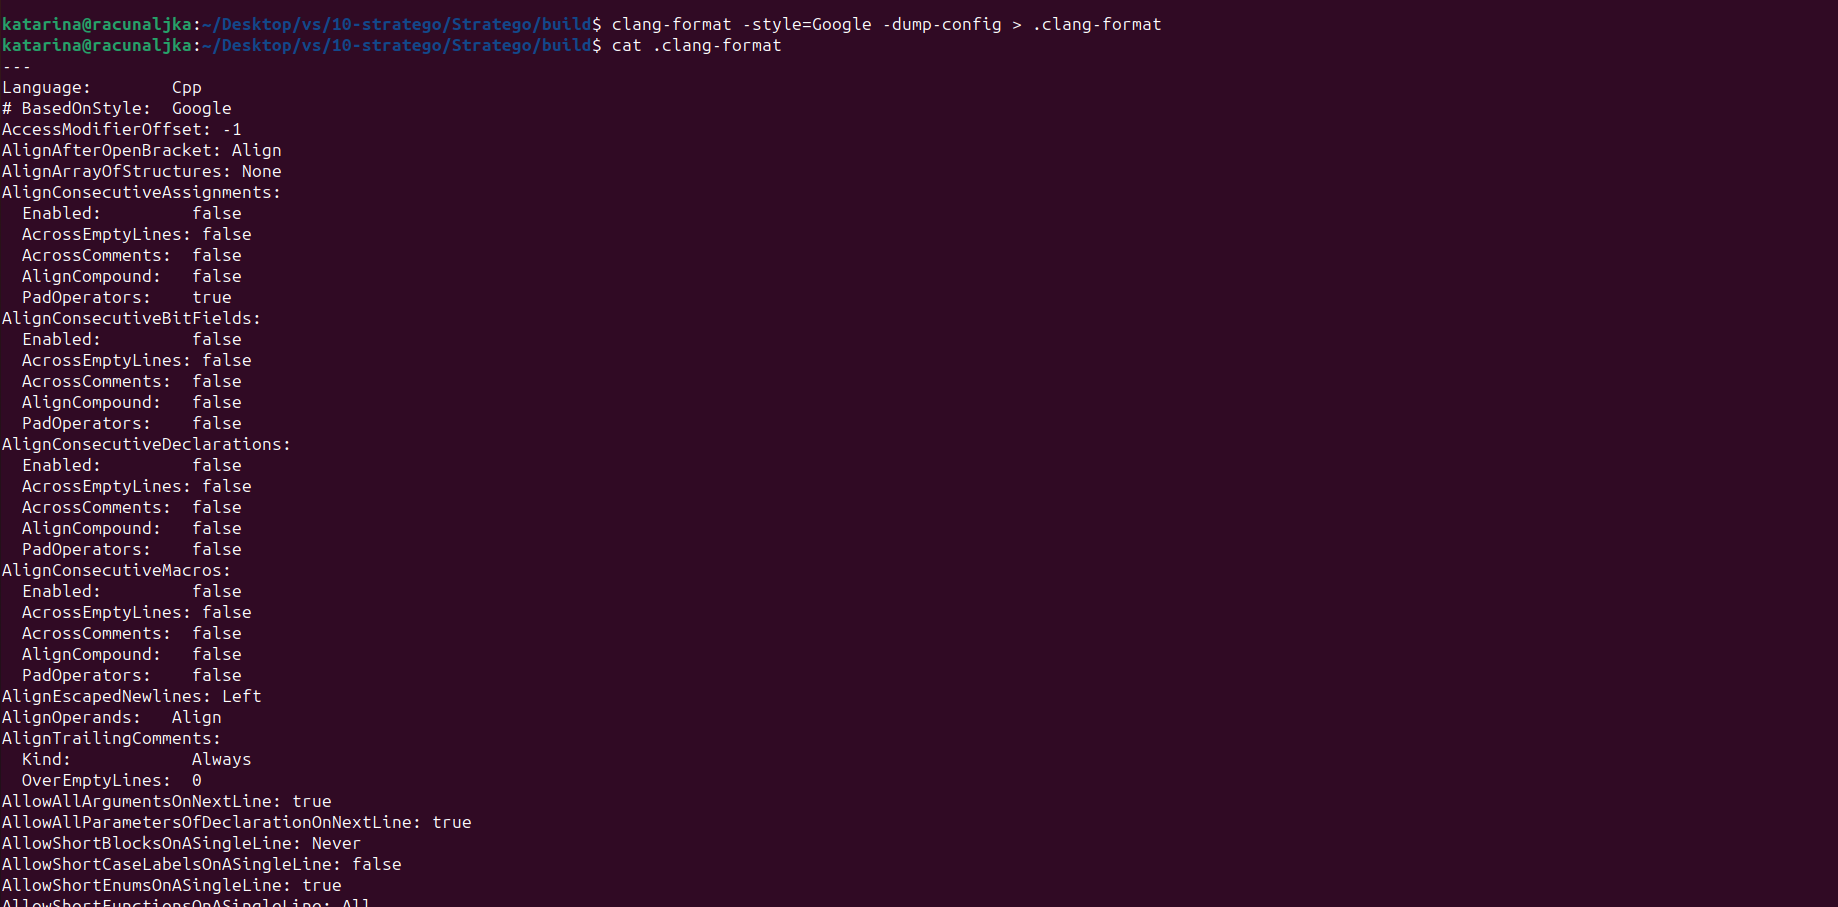 katarina@racunaljka:~/Desktop/vs/10-stratego/Stratego/build$ clang-format -style=Google -dump-config > .clang-format
katarina@racunaljka:~/Desktop/vs/10-stratego/Stratego/build$ cat .clang-format
---
Language:        Cpp
# BasedOnStyle:  Google
AccessModifierOffset: -1
AlignAfterOpenBracket: Align
AlignArrayOfStructures: None
AlignConsecutiveAssignments:
  Enabled:         false
  AcrossEmptyLines: false
  AcrossComments:  false
  AlignCompound:   false
  PadOperators:    true
AlignConsecutiveBitFields:
  Enabled:         false
  AcrossEmptyLines: false
  AcrossComments:  false
  AlignCompound:   false
  PadOperators:    false
AlignConsecutiveDeclarations:
  Enabled:         false
  AcrossEmptyLines: false
  AcrossComments:  false
  AlignCompound:   false
  PadOperators:    false
AlignConsecutiveMacros:
  Enabled:         false
  AcrossEmptyLines: false
  AcrossComments:  false
  AlignCompound:   false
  PadOperators:    false
AlignEscapedNewlines: Left
AlignOperands:   Align
AlignTrailingComments:
  Kind:            Always
  OverEmptyLines:  0
AllowAllArgumentsOnNextLine: true
AllowAllParametersOfDeclarationOnNextLine: true
AllowShortBlocksOnASingleLine: Never
AllowShortCaseLabelsOnASingleLine: false
AllowShortEnumsOnASingleLine: true
AllowShortFunctionsOnASingleLine: All